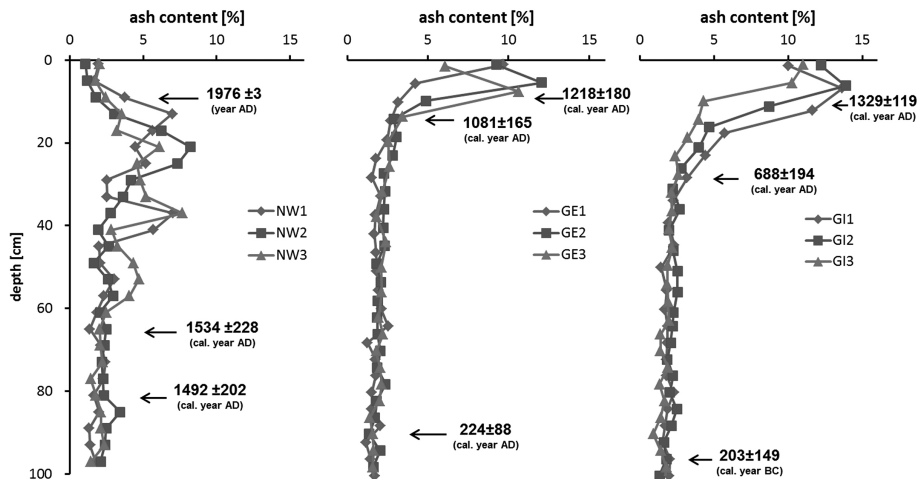 ash content [%]
0 5 10 15
0
20
40
60
80
100
depth [cm]
1976 ±3
(year AD)
NW1
NW2
NW3
1534 ±228
(cal. year AD)
1492 ±202
(cal. year AD)
ash content [%]
0 5 10 15
1218±180
(cal. year AD)
1081±165
(cal. year AD)
GE1
GE2
GE3
224±88
(cal. year AD)
ash content [%]
0 5 10 15
1329±119
(cal. year AD)
688±194
(cal. year AD)
GI1
GI2
GI3
203±149
(cal. year BC)